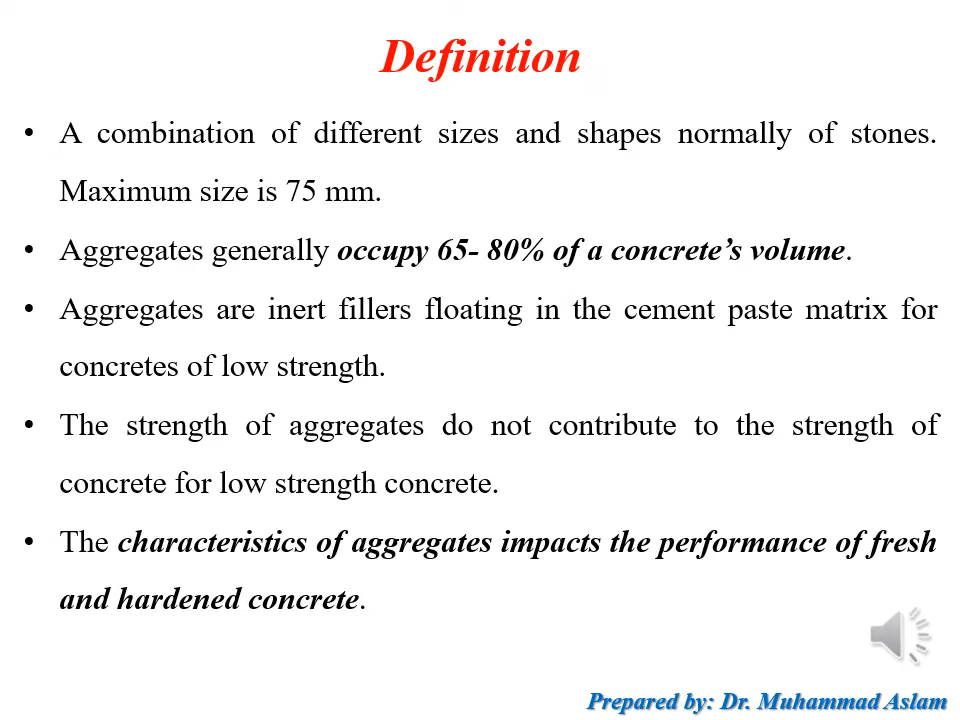 Definition
• A combination of different sizes and shapes normally of stones.
Maximum size is 75 mm.
• Aggregates generally occupy 65- 80% of a concrete’s volume.
• Aggregates are inert fillers floating in the cement paste matrix for
concretes of low strength.
• The strength of aggregates do not contribute to the strength of
concrete for low strength concrete.
• The characteristics of aggregates impacts the performance of fresh
and hardened concrete.
Prepared by: Dr. Muhammad Aslam